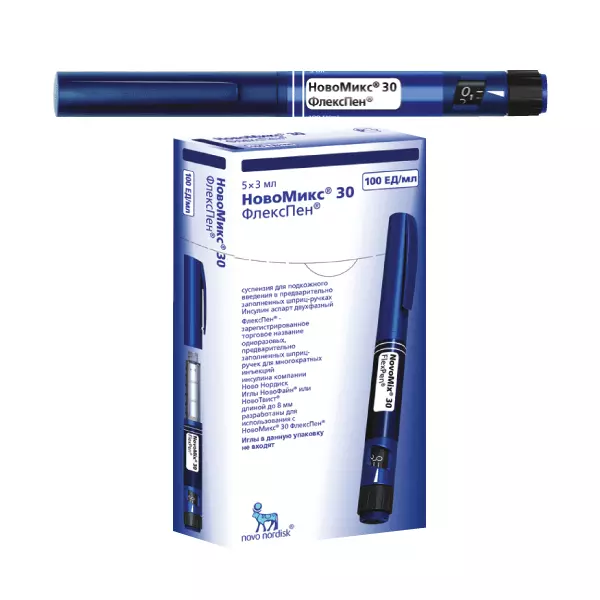 НовоМикс® 30
ФлексПен®
5×3 мл
НовоМикс® 30
ФлексПен®
100 ЕД/мл
суспензия для подкожного
введения в предварительно
заполненных шприц-ручках
Инсулин аспарт двухфазный
ФлексПен® -
зарегистрированное
торговое название
одноразовых,
предварительно
заполненных шприц-
ручек для многократных
инъекций
инсулина компании
Ново Нордиск
Иглы НовоФайн® или
НовоТвист®
длиной до 8 мм
разработаны для
использования с
НовоМикс® 30 ФлексПен®
Иглы в данную упаковку
не входят
novo nordisk®
NovoMix® 30
FlexPen®
100 ЕД/мл
НовоМикс® 30
ФлексПен®
NovoMix® 30
FlexPen®